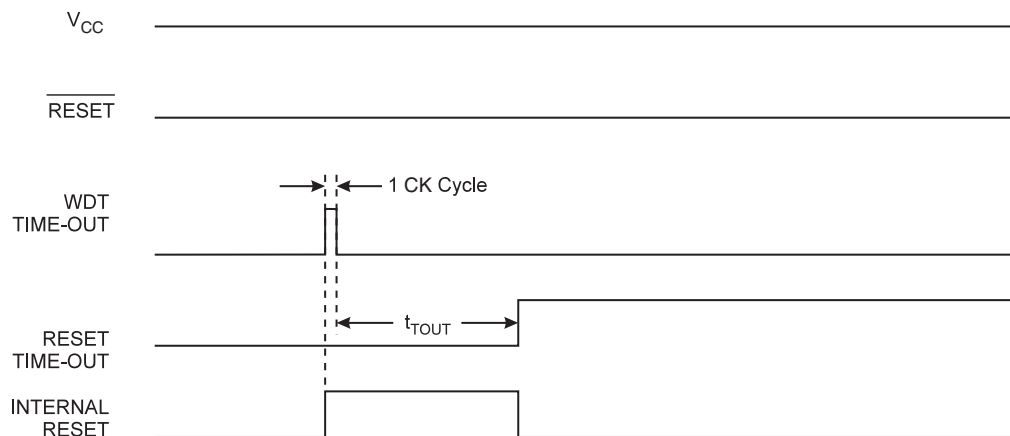 VCC
RESET
1 CK Cycle
WDT
TIME-OUT
tTOUT
RESET
TIME-OUT
INTERNAL
RESET